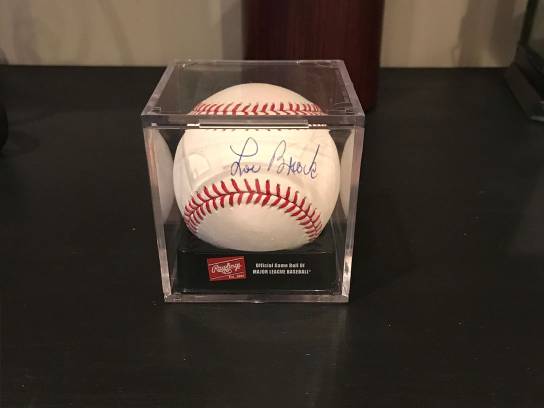 Lou Brock
Rawlings
Official Game Ball Of
MAJOR LEAGUE BASEBALL®